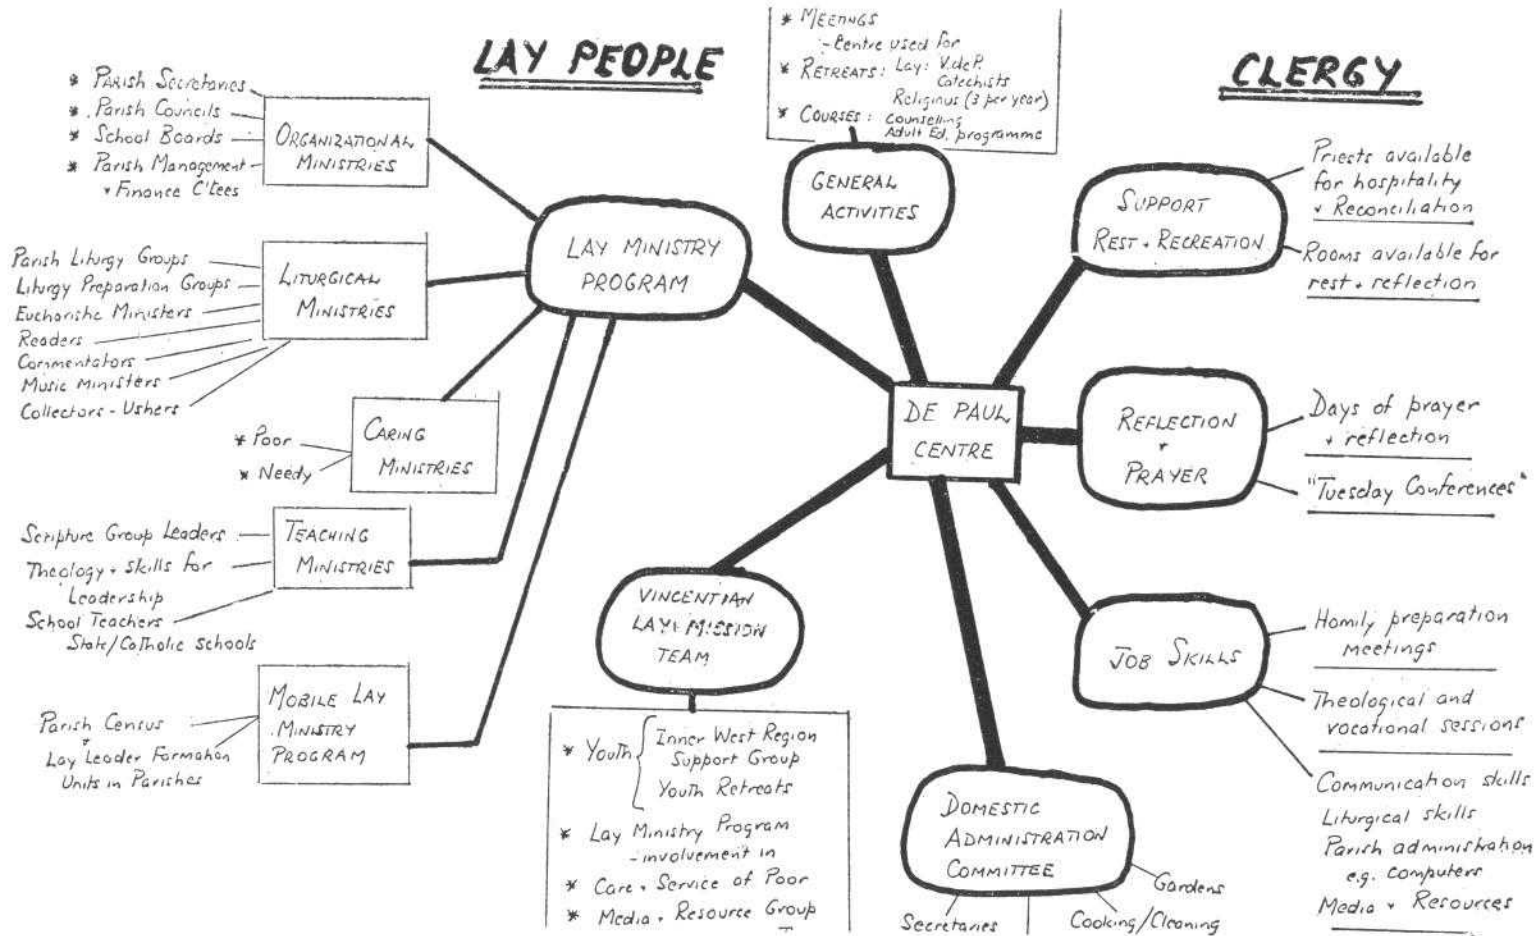 LAY PEOPLE
* PARISH Secretaries
* Parish Councils
* School Boards
* Parish Management
+ Finance C'tees
ORGANIZATIONAL
MINISTRIES
Parish Liturgy Groups
Liturgy Preparation Groups
Eucharistic Ministers
Readers
Commentators
Music Ministers
Collectors - Ushers
LITURGICAL
MINISTRIES
* Poor
* Needy
CARING
MINISTRIES
Scripture Group Leaders
Theology + skills for
Leadership
School Teachers
State/Catholic schools
TEACHING
MINISTRIES
Parish Census
+
Lay Leader Formation
Units in Parishes
MOBILE LAY
MINISTRY
PROGRAM
LAY MINISTRY
PROGRAM
* MEETINGS
- Centre used for
* RETREATS: Lay: V.de P.
Catechists
Religious (3 per year)
* COURSES: Counselling
Adult Ed. programme
GENERAL
ACTIVITIES
DE PAUL
CENTRE
VINCENTIAN
LAY MISSION
TEAM
* Youth { Inner West Region
Support Group
Youth Retreats
* Lay Ministry Program
- involvement in
* Care + Service of Poor
* Media + Resource Group
DOMESTIC
ADMINISTRATION
COMMITTEE
Secretaries
Cooking/Cleaning
Gardens
CLERGY
SUPPORT
REST + RECREATION
Priests available
for hospitality
+ Reconciliation
Rooms available for
rest + reflection
REFLECTION
+
PRAYER
Days of prayer
+ reflection
"Tuesday Conferences"
JOB SKILLS
Homily preparation
meetings
Theological and
vocational sessions
Communication skills
Liturgical skills
Parish administration
e.g. computers
Media + Resources